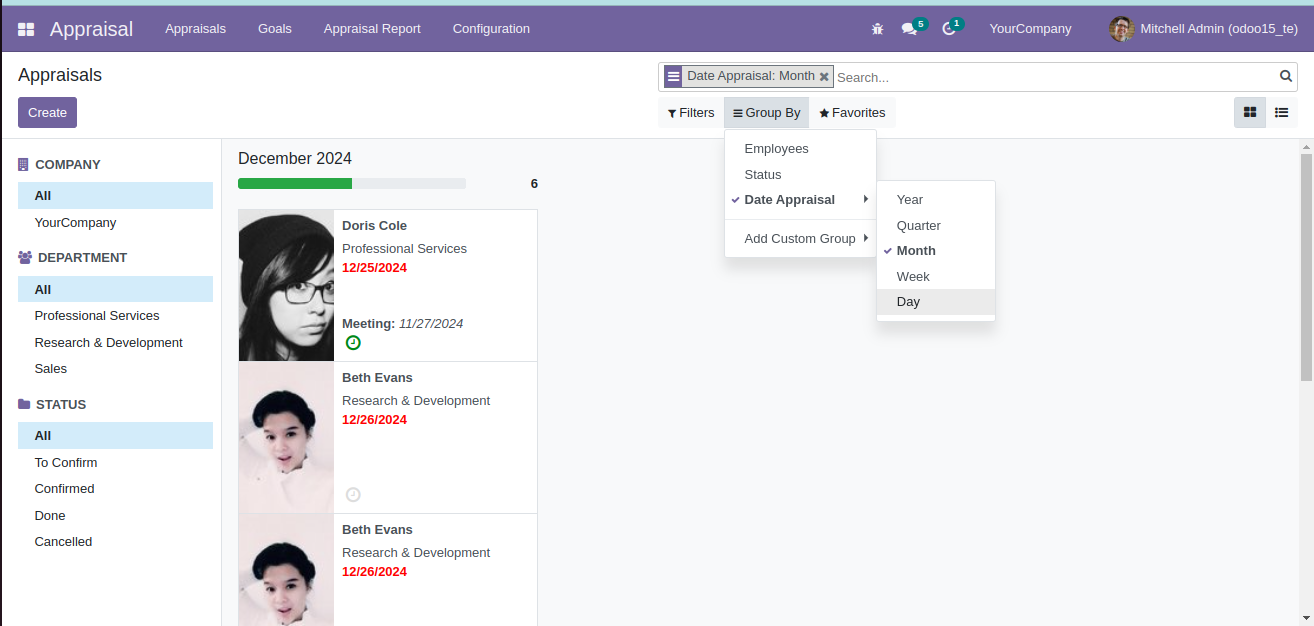 Appraisal Appraisals Goals Appraisal Report Configuration 5 1 YourCompany Mitchell Admin (odoo15_te)
Appraisals
Date Appraisal: Month Search...
Create
Filters Group By Favorites
COMPANY
All
YourCompany
DEPARTMENT
All
Professional Services
Research & Development
Sales
STATUS
All
To Confirm
Confirmed
Done
Cancelled
December 2024
6
Doris Cole
Professional Services
12/25/2024
Meeting: 11/27/2024
Beth Evans
Research & Development
12/26/2024
Beth Evans
Research & Development
12/26/2024
Employees
Status
Date Appraisal
Add Custom Group
Year
Quarter
Month
Week
Day